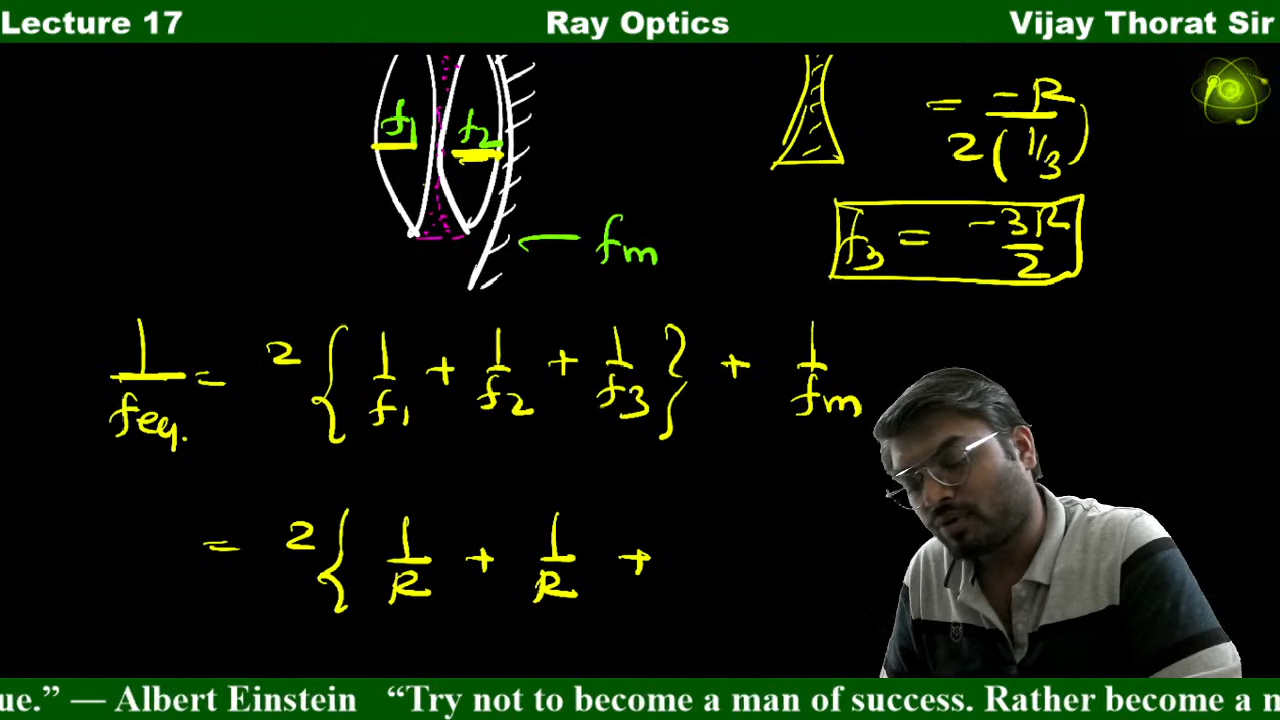 Lecture 17 Ray Optics Vijay Thorat Sir
f1 f2
fm
= -R / 2(1/3)
f3 = -3R/2
1/feq. = 2 { 1/f1 + 1/f2 + 1/f3 } + 1/fm
= 2 { 1/R + 1/R +
ue.” — Albert Einstein “Try not to become a man of success. Rather become a m